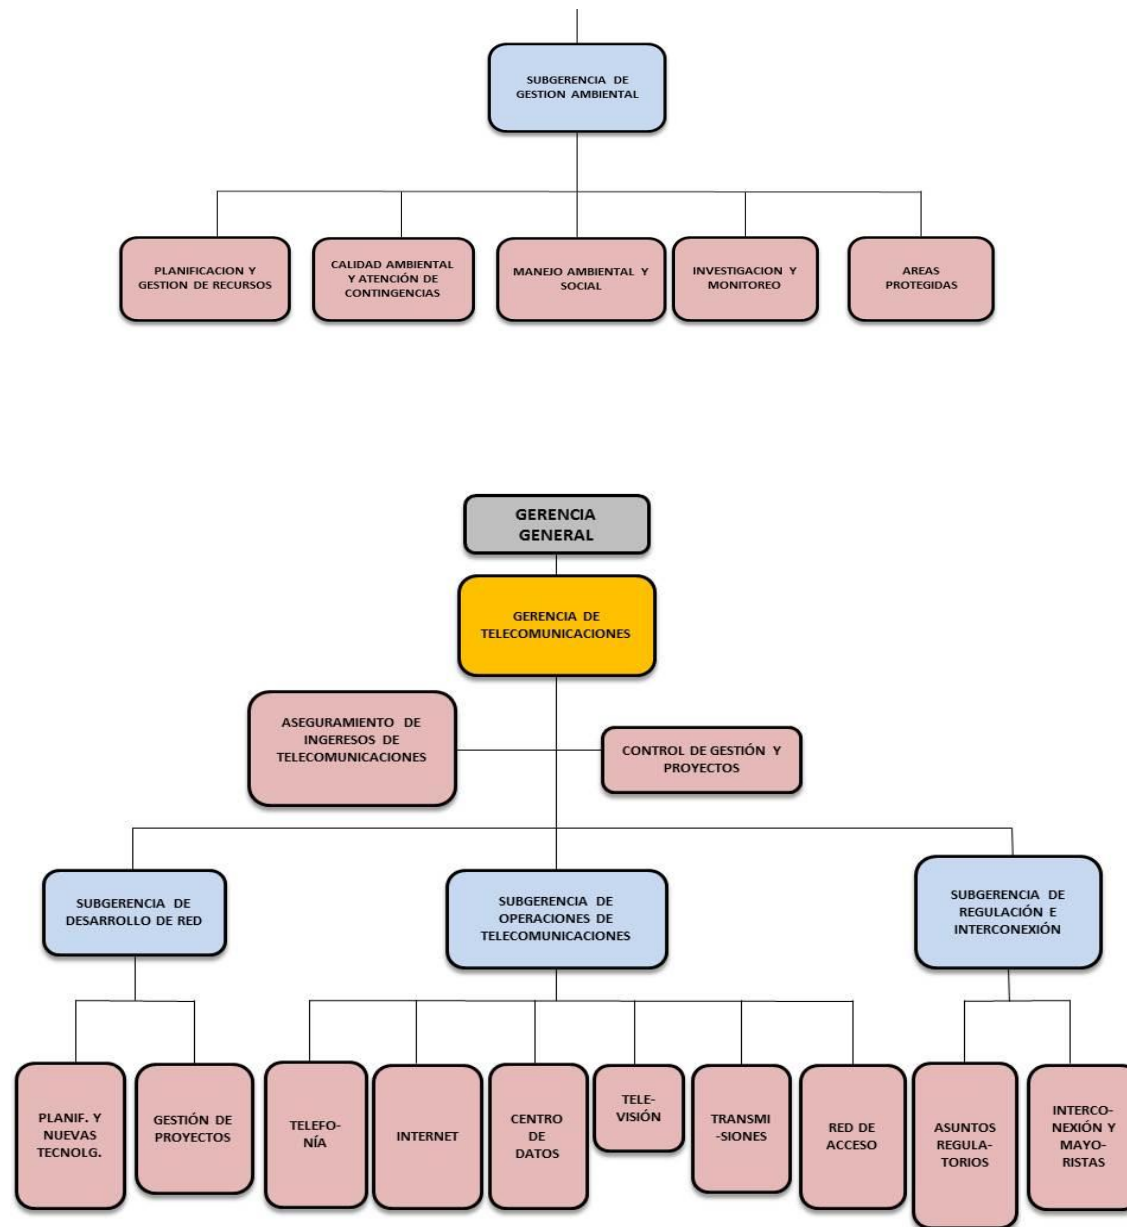 SUBGERENCIA DE
GESTION AMBIENTAL
PLANIFICACION Y
GESTION DE RECURSOS
CALIDAD AMBIENTAL
Y ATENCIÓN DE
CONTINGENCIAS
MANEJO AMBIENTAL Y
SOCIAL
INVESTIGACION Y
MONITOREO
AREAS
PROTEGIDAS
GERENCIA
GENERAL
GERENCIA DE
TELECOMUNICACIONES
ASEGURAMIENTO DE
INGERESOS DE
TELECOMUNICACIONES
CONTROL DE GESTIÓN Y
PROYECTOS
SUBGERENCIA DE
DESARROLLO DE RED
SUBGERENCIA DE
OPERACIONES DE
TELECOMUNICACIONES
SUBGERENCIA DE
REGULACIÓN E
INTERCONEXIÓN
PLANIF. Y
NUEVAS
TECNOLG.
GESTIÓN DE
PROYECTOS
TELEFO-
NÍA
INTERNET
CENTRO
DE
DATOS
TELE-
VISIÓN
TRANSMI
-SIONES
RED DE
ACCESO
ASUNTOS
REGULA-
TORIOS
INTERCO-
NEXIÓN Y
MAYO-
RISTAS